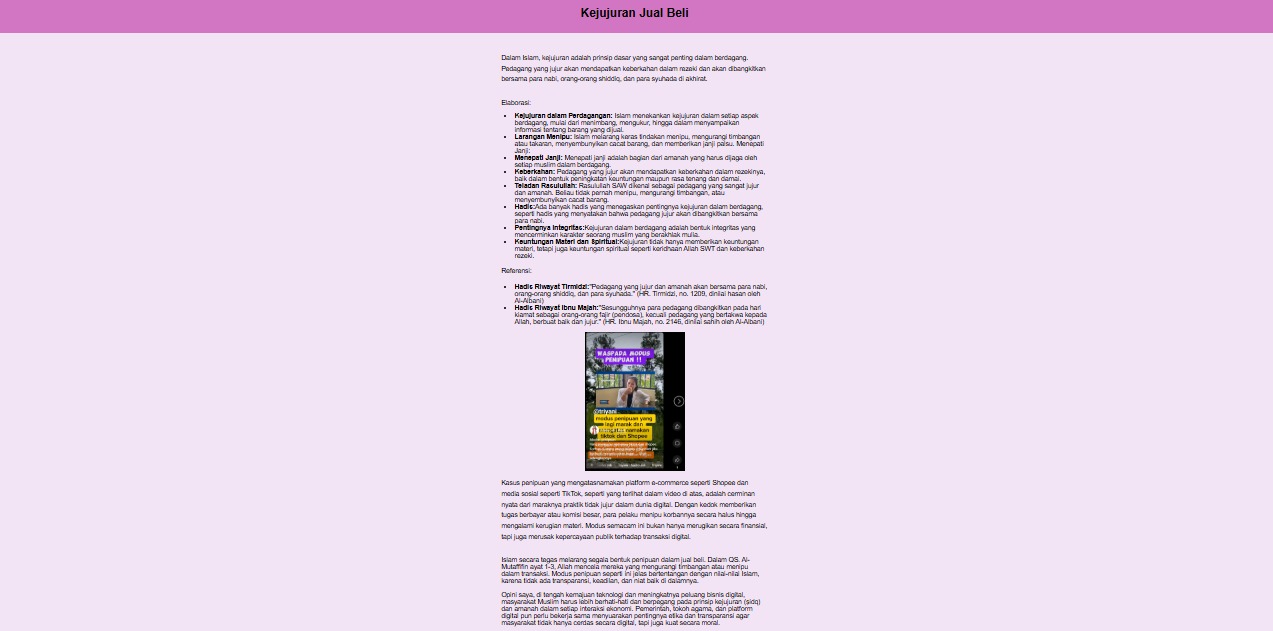 Kejujuran Jual Beli
Dalam Islam, kejujuran adalah prinsip dasar yang sangat penting dalam berdagang.
Pedagang yang jujur akan mendapatkan keberkahan dalam rezeki dan akan dibangkitkan
bersama para nabi, orang-orang shiddiq, dan para syuhada di akhirat.
Elaborasi:
• Kejujuran dalam Perdagangan: Islam menekankan kejujuran dalam setiap aspek
berdagang, mulai dari menimbang, mengukur, hingga dalam menyampaikan
informasi tentang barang yang dijual.
• Larangan Menipu: Islam melarang keras tindakan menipu, mengurangi timbangan
atau takaran, menyembunyikan cacat barang, dan memberikan janji palsu. Menepati
Janji:
• Menepati Janji: Menepati janji adalah bagian dari amanah yang harus dijaga oleh
setiap muslim dalam berdagang.
• Keberkahan: Pedagang yang jujur akan mendapatkan keberkahan dalam rezekinya,
baik dalam bentuk peningkatan keuntungan maupun rasa tenang dan damai.
• Teladan Rasulullah: Rasulullah SAW dikenal sebagai pedagang yang sangat jujur
dan amanah. Beliau tidak pernah menipu, mengurangi timbangan, atau
menyembunyikan cacat barang.
• Hadis:Ada banyak hadis yang menegaskan pentingnya kejujuran dalam berdagang,
seperti hadis yang menyatakan bahwa pedagang jujur akan dibangkitkan bersama
para nabi.
• Pentingnya Integritas:Kejujuran dalam berdagang adalah bentuk integritas yang
mencerminkan karakter seorang muslim yang berakhlak mulia.
• Keuntungan Materi dan Spiritual:Kejujuran tidak hanya memberikan keuntungan
materi, tetapi juga keuntungan spiritual seperti keridhaan Allah SWT dan keberkahan
rezeki.
Referensi:
• Hadis Riwayat Tirmidzi:"Pedagang yang jujur dan amanah akan bersama para nabi,
orang-orang shiddiq, dan para syuhada." (HR. Tirmidzi, no. 1209, dinilai hasan oleh
Al-Albani)
• Hadis Riwayat Ibnu Majah:"Sesungguhnya para pedagang dibangkitkan pada hari
kiamat sebagai orang-orang fajir (pendosa), kecuali pedagang yang bertakwa kepada
Allah, berbuat baik dan jujur." (HR. Ibnu Majah, no. 2146, dinilai sahih oleh Al-Albani)
WASPADA MODUS
PENIPUAN !!
@triyani
modus penipuan yang
lagi marak dan
mengatas namakan
tiktok dan Shopee
Kasus penipuan yang mengatasnamakan platform e-commerce seperti Shopee dan
media sosial seperti TikTok, seperti yang terlihat dalam video di atas, adalah cerminan
nyata dari maraknya praktik tidak jujur dalam dunia digital. Dengan kedok memberikan
tugas berbayar atau komisi besar, para pelaku menipu korbannya secara halus hingga
mengalami kerugian materi. Modus semacam ini bukan hanya merugikan secara finansial,
tapi juga merusak kepercayaan publik terhadap transaksi digital.
Islam secara tegas melarang segala bentuk penipuan dalam jual beli. Dalam QS. Al-
Mutaffifin ayat 1-3, Allah mencela mereka yang mengurangi timbangan atau menipu
dalam transaksi. Modus penipuan seperti ini jelas bertentangan dengan nilai-nilai Islam,
karena tidak ada transparansi, keadilan, dan niat baik di dalamnya.
Opini saya, di tengah kemajuan teknologi dan meningkatnya peluang bisnis digital,
masyarakat Muslim harus lebih berhati-hati dan berpegang pada prinsip kejujuran (sidq)
dan amanah dalam setiap interaksi ekonomi. Pemerintah, tokoh agama, dan platform
digital pun perlu bekerja sama menyuarakan pentingnya etika dan transparansi agar
masyarakat tidak hanya cerdas secara digital, tapi juga kuat secara moral.